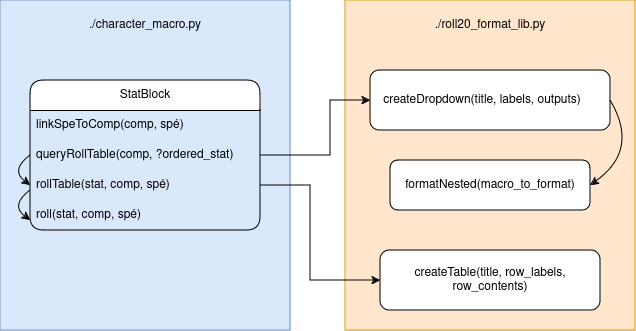 ./character_macro.py
StatBlock
linkSpeToComp(comp, spé)
queryRollTable(comp, ?ordered_stat)
rollTable(stat, comp, spé)
roll(stat, comp, spé)
./roll20_format_lib.py
createDropdown(title, labels, outputs)
formatNested(macro_to_format)
createTable(title, row_labels,
row_contents)